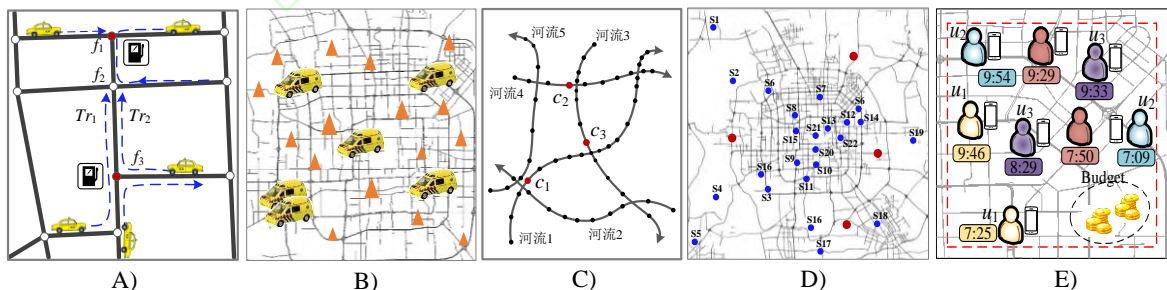 f1
f2
Tr1
Tr2
f3
A)
B)
河流5
河流3
河流4
c2
c3
c1
河流1
河流2
C)
S1
S2
S6
S7
S8
S6
S12
S14
S13
S15
S21
S22
S19
S20
S9
S16
S10
S11
S3
S4
S16
S18
S5
S17
D)
u2
u3
9:54
9:29
9:33
u1
u3
u2
9:46
8:29
7:50
7:09
Budget
u1
7:25
E)